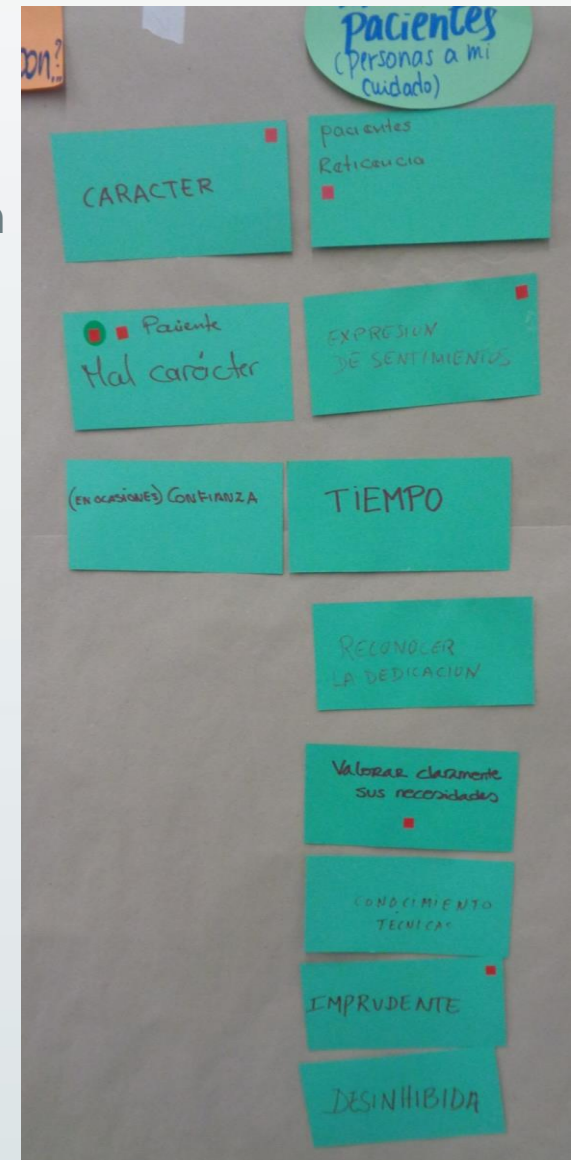 on?
pacientes
(personas a mi
cuidado)
CARACTER
pacientes
Reticencia
Paciente
Mal carácter
EXPRESION
DE SENTIMIENTOS
(EN OCASIONES) CONFIANZA
TIEMPO
RECONOCER
LA DEDICACION
Valorar claramente
sus necesidades
CONOCIMIENTO
TECNICAS
IMPRUDENTE
DESINHIBIDA